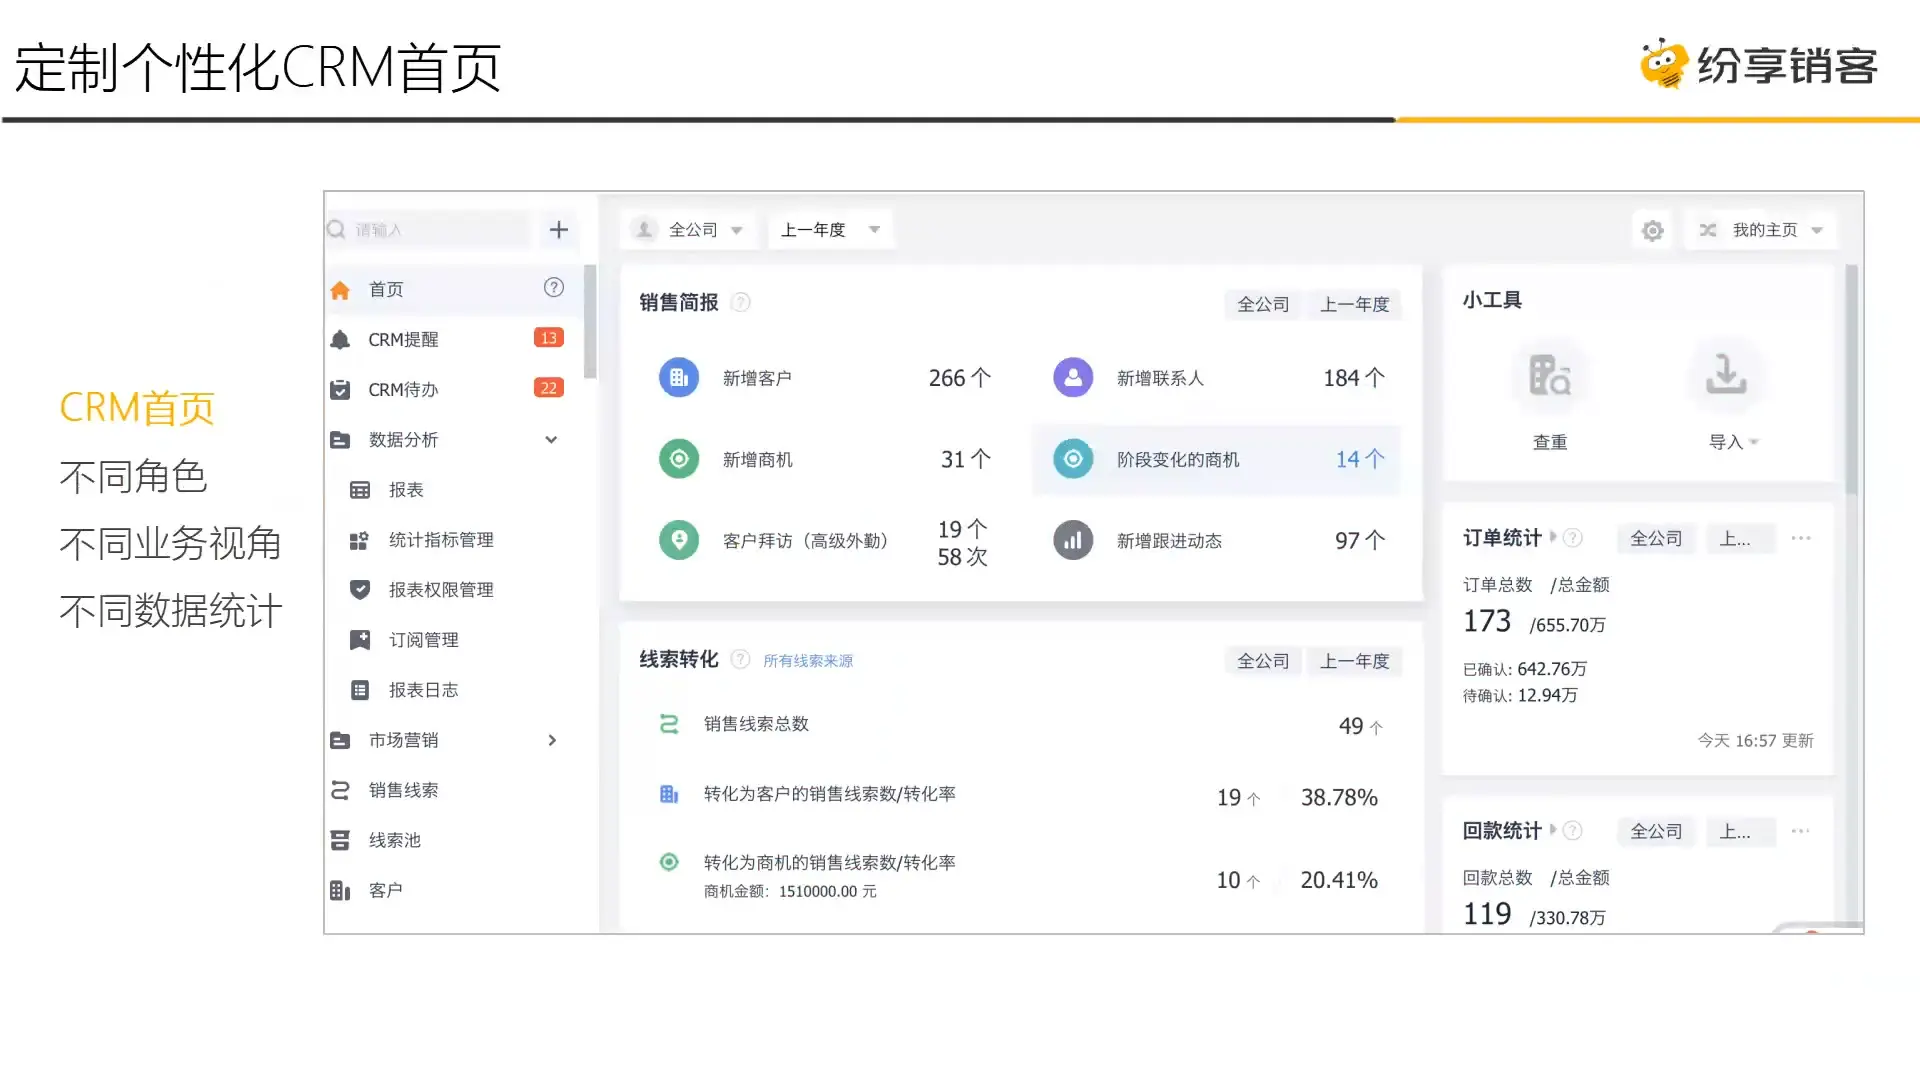 定制个性化CRM首页
纷享销客
CRM首页
不同角色
不同业务视角
不同数据统计
请输入
首页
CRM提醒 13
CRM待办 22
数据分析
报表
统计指标管理
报表权限管理
订阅管理
报表日志
市场营销
销售线索
线索池
客户
全公司 上一年度
我的主页
销售简报 全公司 上一年度
新增客户 266 个
新增联系人 184 个
新增商机 31 个
阶段变化的商机 14 个
客户拜访（高级外勤） 19 个
58 次
新增跟进动态 97 个
线索转化 所有线索来源 全公司 上一年度
销售线索总数 49 个
转化为客户的销售线索数/转化率 19 个 38.78%
转化为商机的销售线索数/转化率 10 个 20.41%
商机金额: 1510000.00 元
小工具
查重 导入
订单统计 全公司 上...
订单总数 /总金额
173 /655.70万
已确认: 642.76万
待确认: 12.94万
今天 16:57 更新
回款统计 全公司 上...
回款总数 /总金额
119 /330.78万